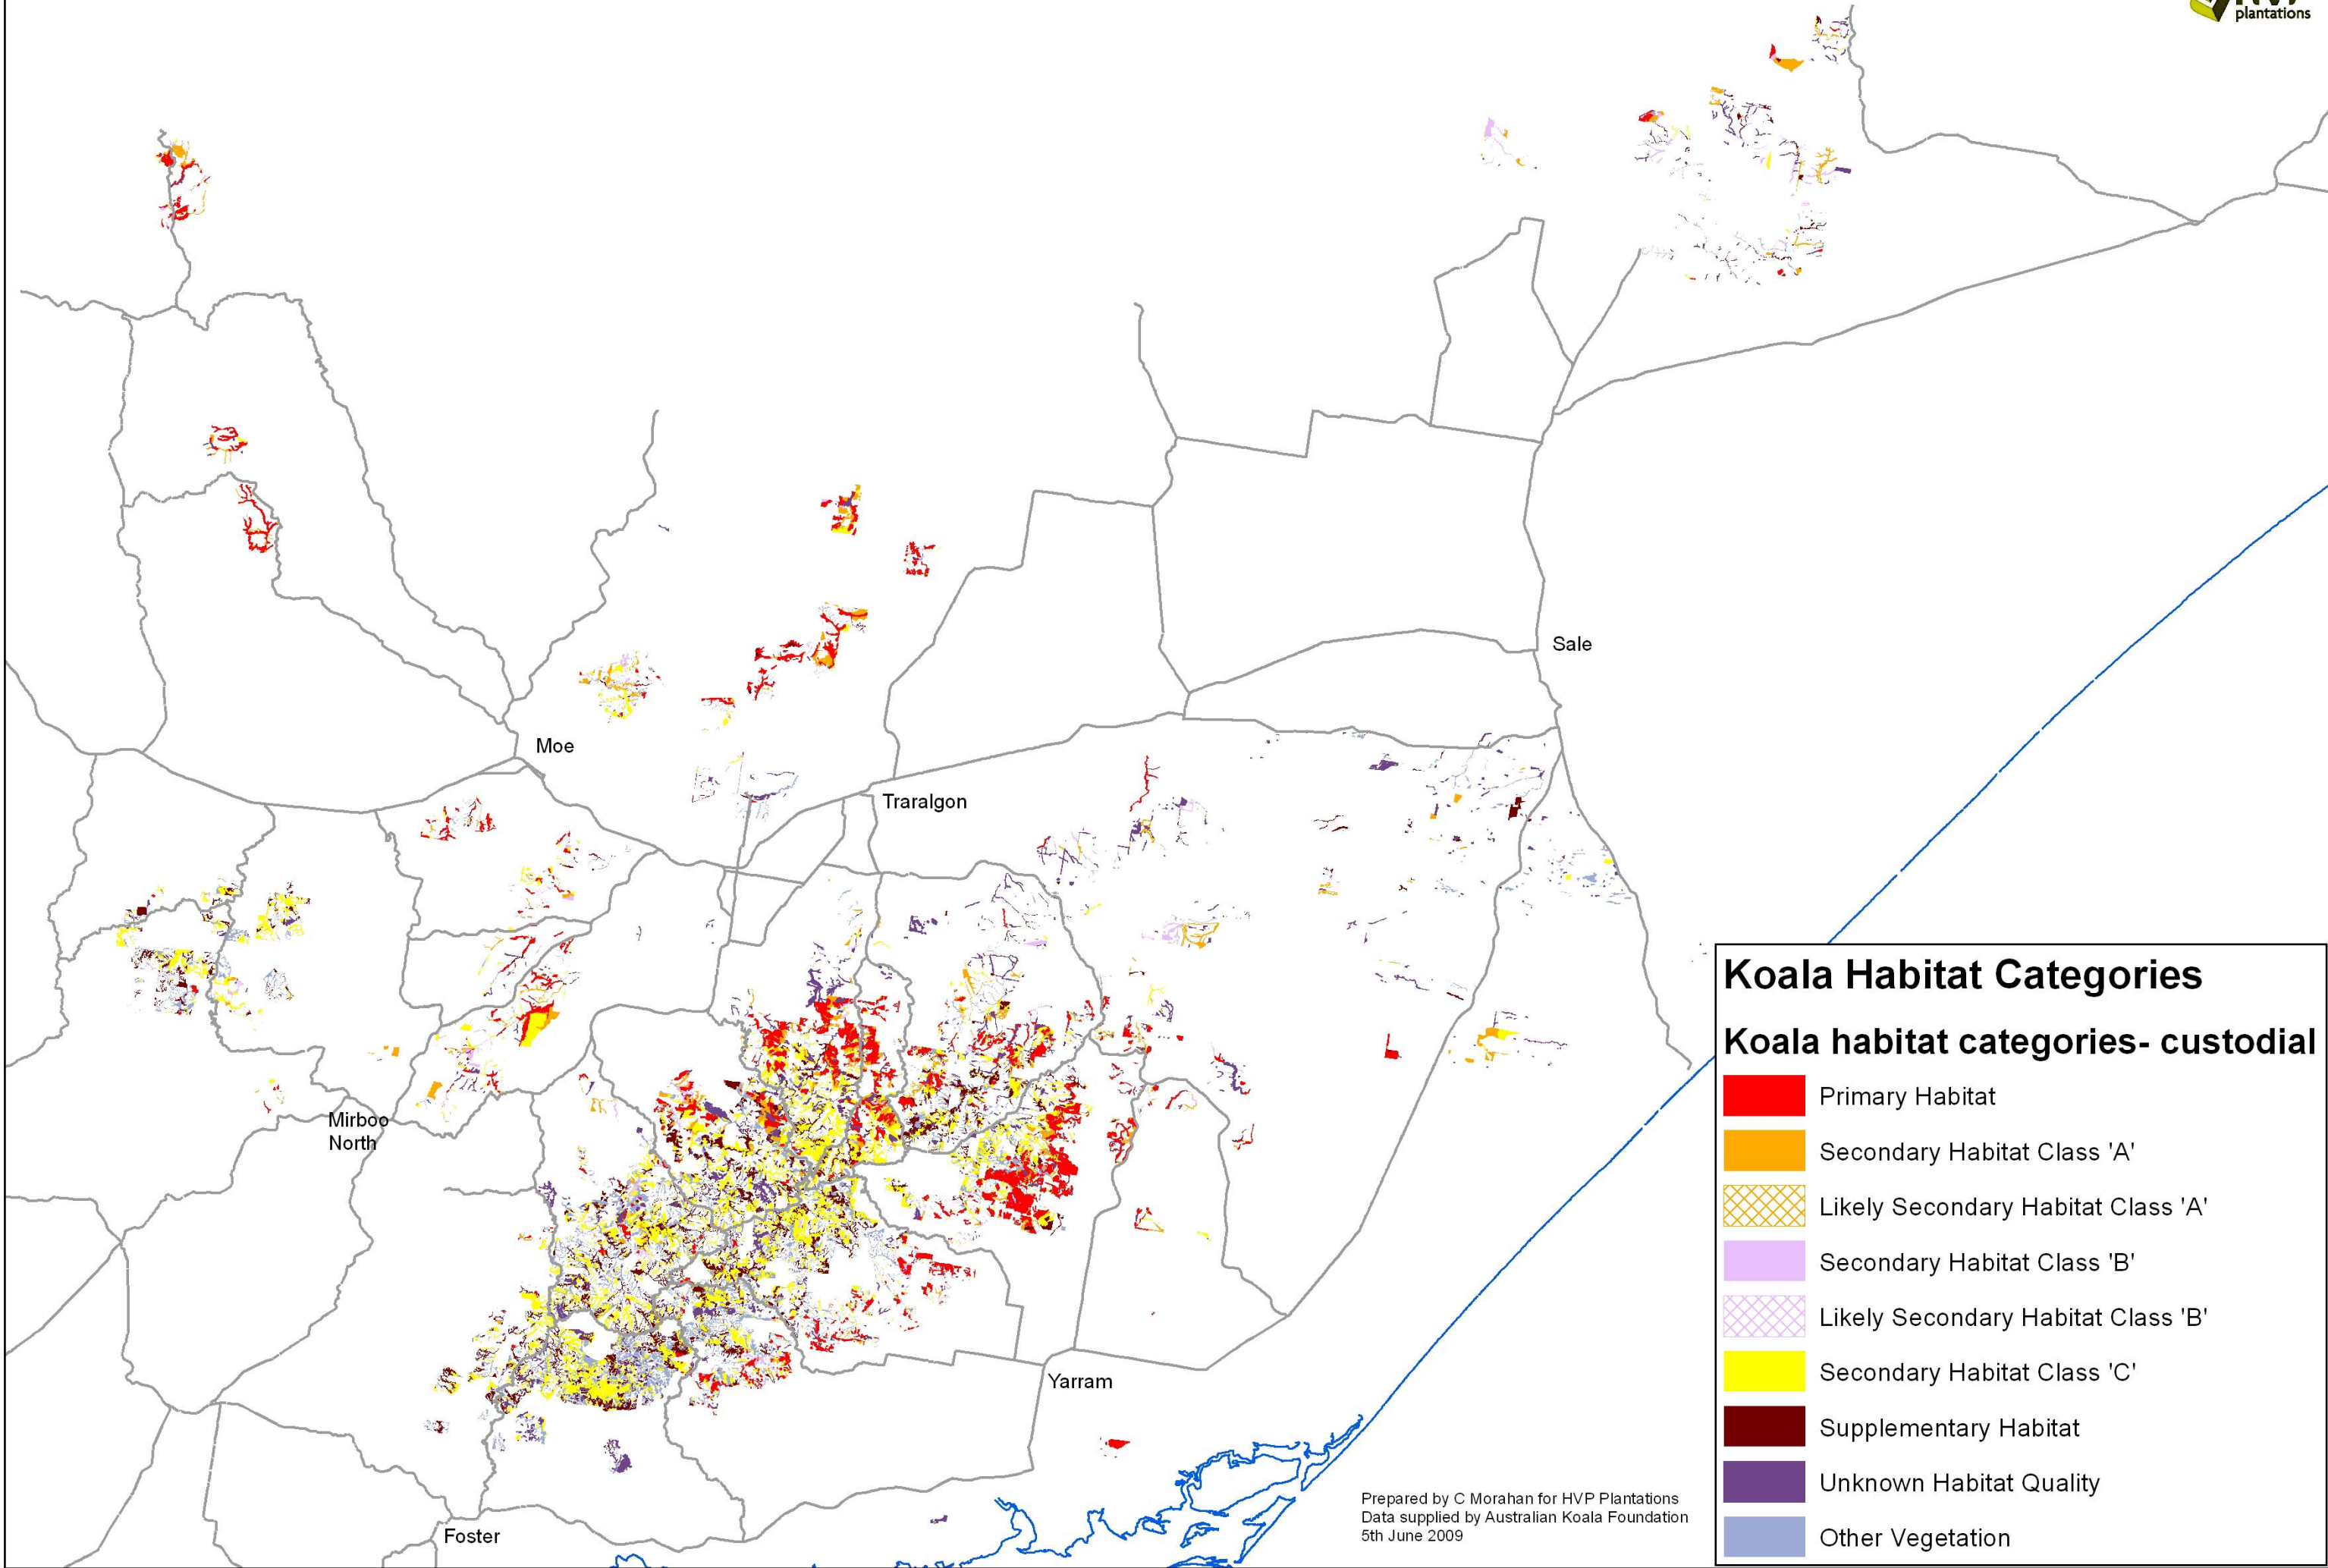 plantations
Sale
Moe
Traralgon
Koala Habitat Categories
Koala habitat categories- custodial
Primary Habitat
Secondary Habitat Class 'A'
Likely Secondary Habitat Class 'A'
Secondary Habitat Class 'B'
Likely Secondary Habitat Class 'B'
Secondary Habitat Class 'C'
Supplementary Habitat
Unknown Habitat Quality
Other Vegetation
Mirboo
North
Yarram
Prepared by C Morahan for HVP Plantations
Data supplied by Australian Koala Foundation
5th June 2009
Foster